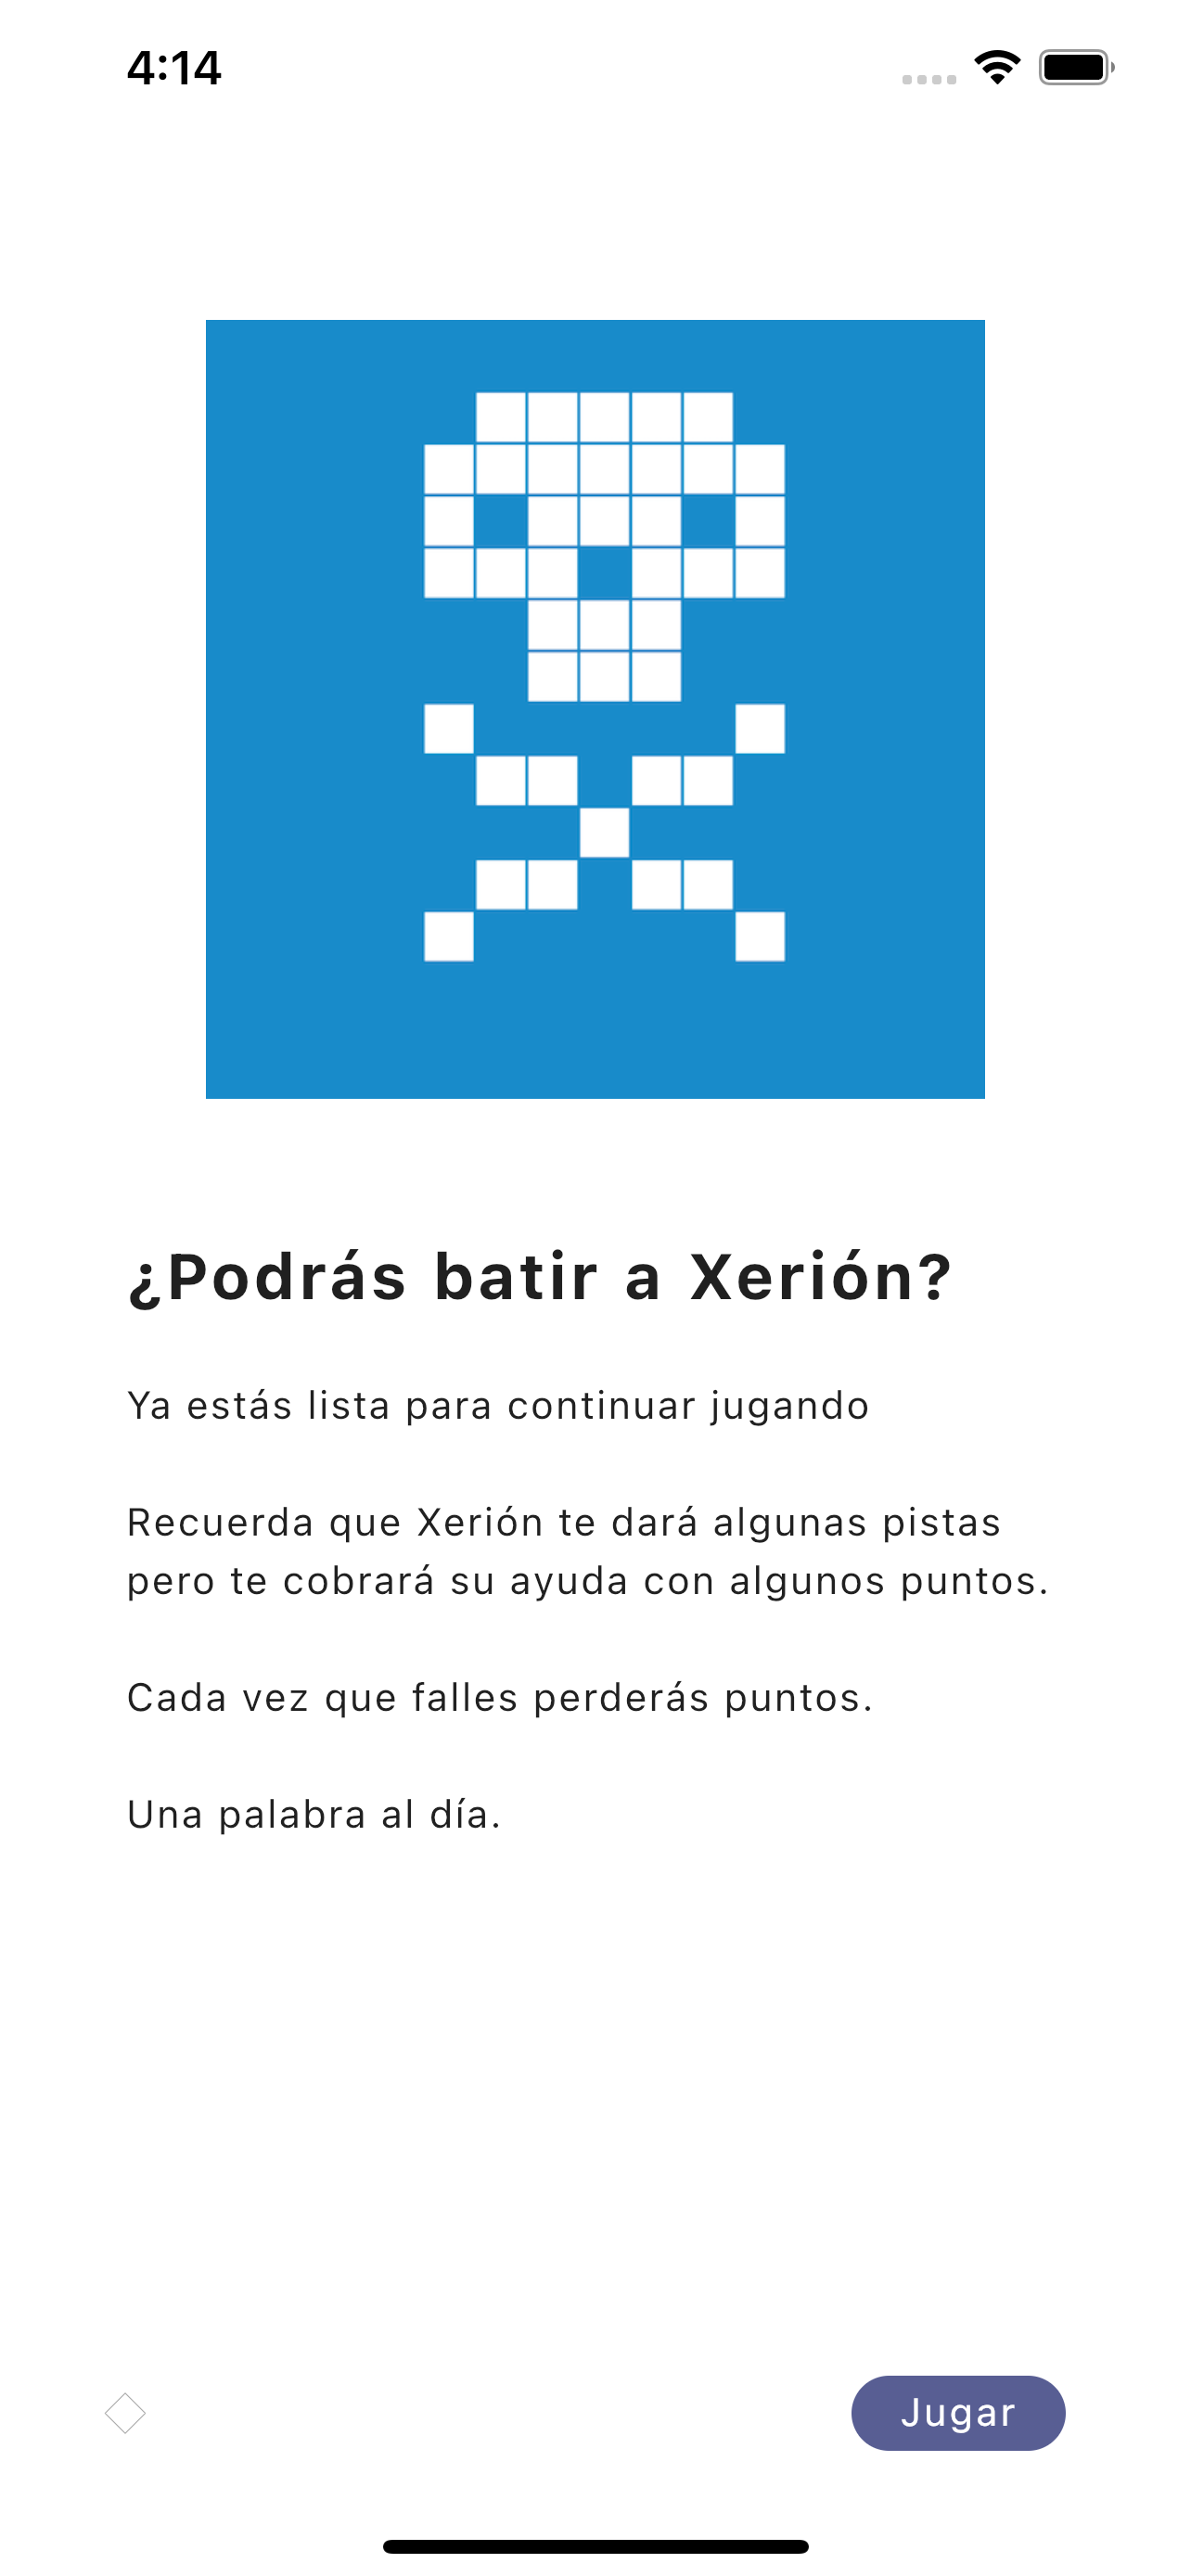 4:14
¿Podrás batir a Xerión?
Ya estás lista para continuar jugando
Recuerda que Xerión te dará algunas pistas
pero te cobrará su ayuda con algunos puntos.
Cada vez que falles perderás puntos.
Una palabra al día.
Jugar